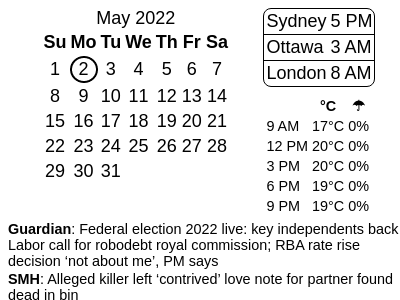 May 2022
Su Mo Tu We Th Fr Sa
1 2 3 4 5 6 7
8 9 10 11 12 13 14
15 16 17 18 19 20 21
22 23 24 25 26 27 28
29 30 31
Sydney 5 PM
Ottawa 3 AM
London 8 AM
°C ☂
9 AM 17°C 0%
12 PM 20°C 0%
3 PM 20°C 0%
6 PM 19°C 0%
9 PM 19°C 0%
Guardian: Federal election 2022 live: key independents back
Labor call for robodebt royal commission; RBA rate rise
decision ‘not about me’, PM says
SMH: Alleged killer left ‘contrived’ love note for partner found
dead in bin